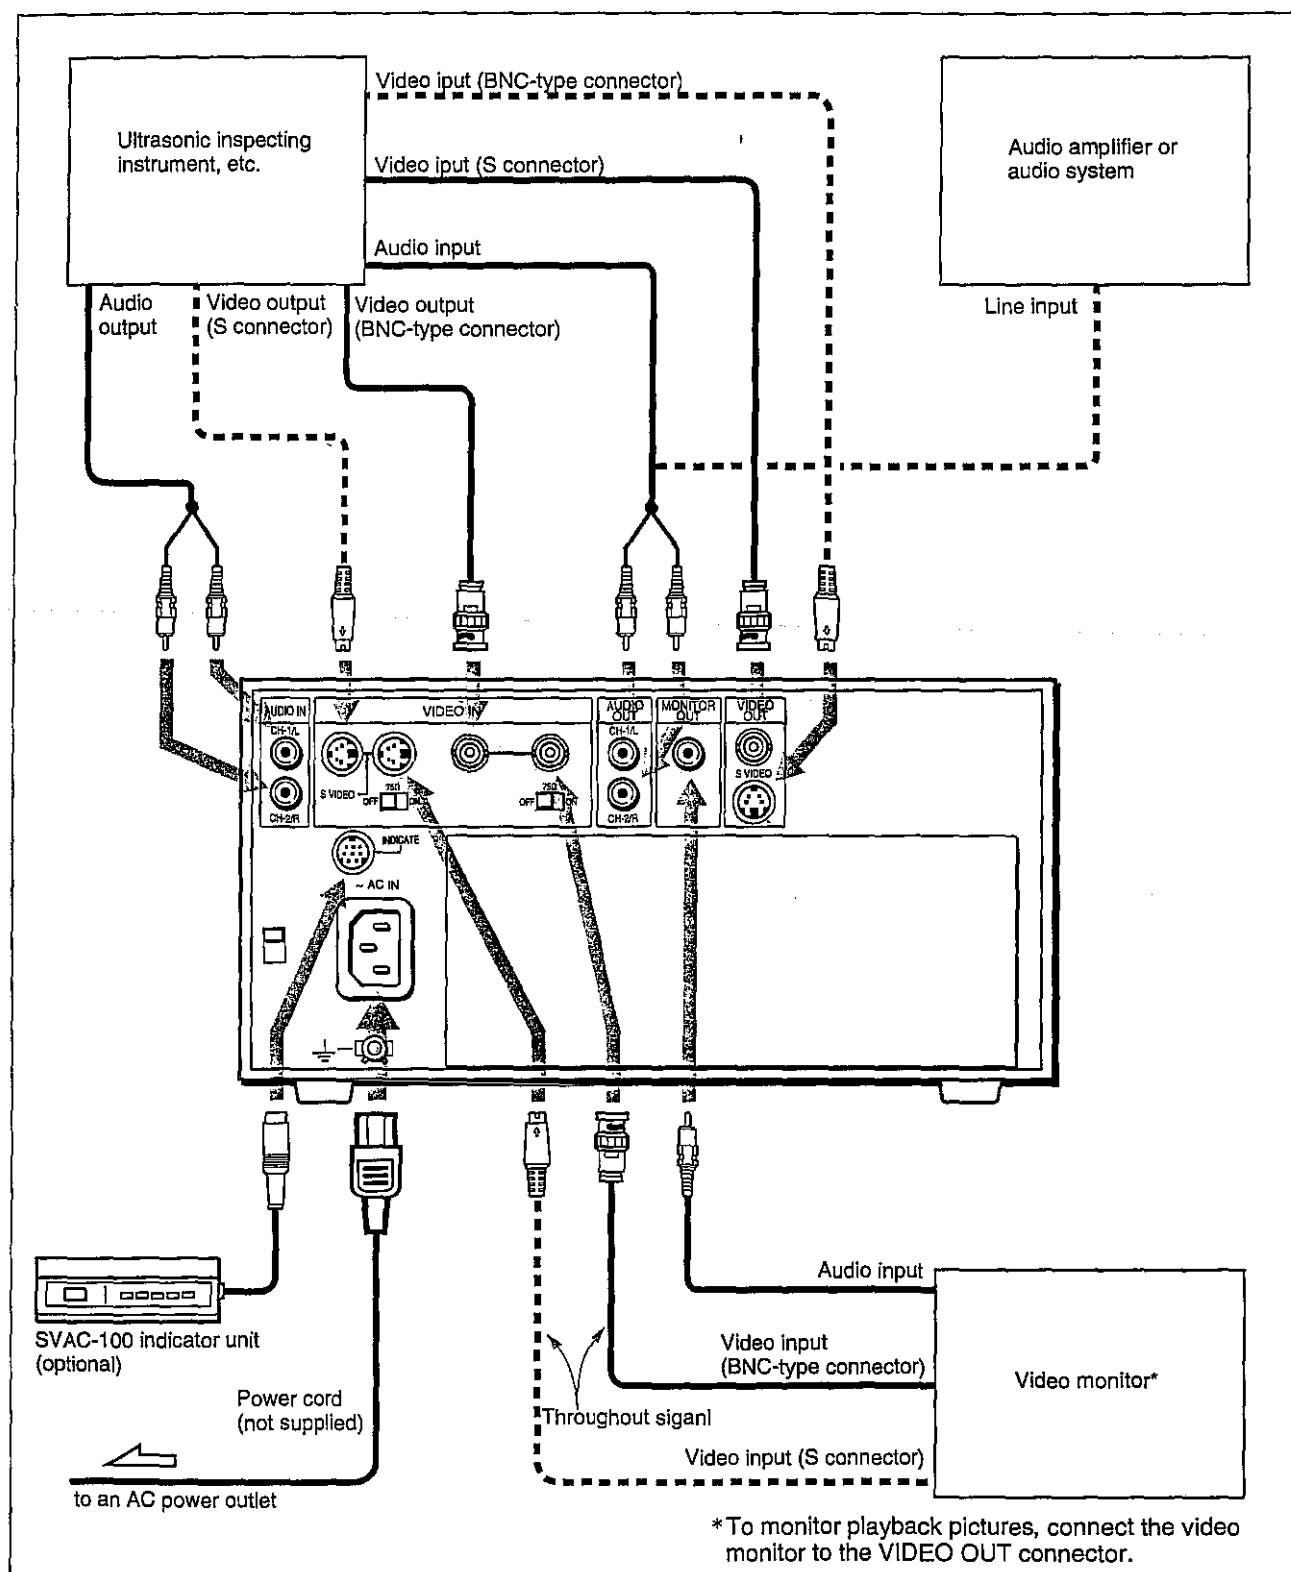 Video iput (BNC-type connector)
Ultrasonic inspecting
instrument, etc.
Audio amplifier or
audio system
Video iput (S connector)
Audio input
Audio
output
Video output
(S connector)
Video output
(BNC-type connector)
Line input
AUDIO IN
VIDEO IN
AUDIO
OUT
MONITOR
OUT
VIDEO
OUT
CH-1/L
CH-1/L
S VIDEO
S VIDEO
75Ω
OFF
ON
75Ω
OFF
ON
CH-2/R
CH-2/R
INDICATE
~ AC IN
Audio input
SVAC-100 indicator unit
(optional)
Video input
(BNC-type connector)
Video monitor*
Power cord
(not supplied)
Throughout siganl
Video input (S connector)
to an AC power outlet
*To monitor playback pictures, connect the video
monitor to the VIDEO OUT connector.